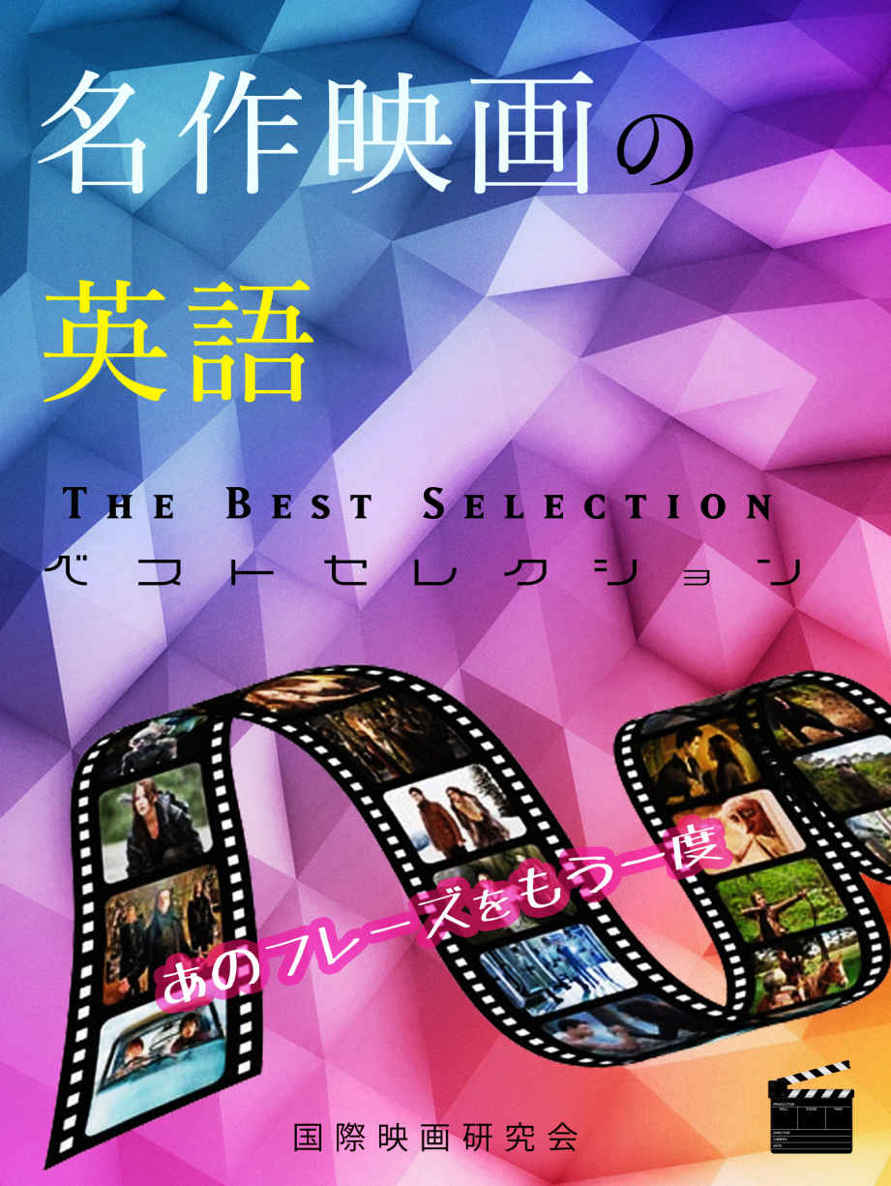 名作映画の
英語
THE BEST SELECTION
ベストセレクション
あのフレーズをもう一度
国際映画研究会